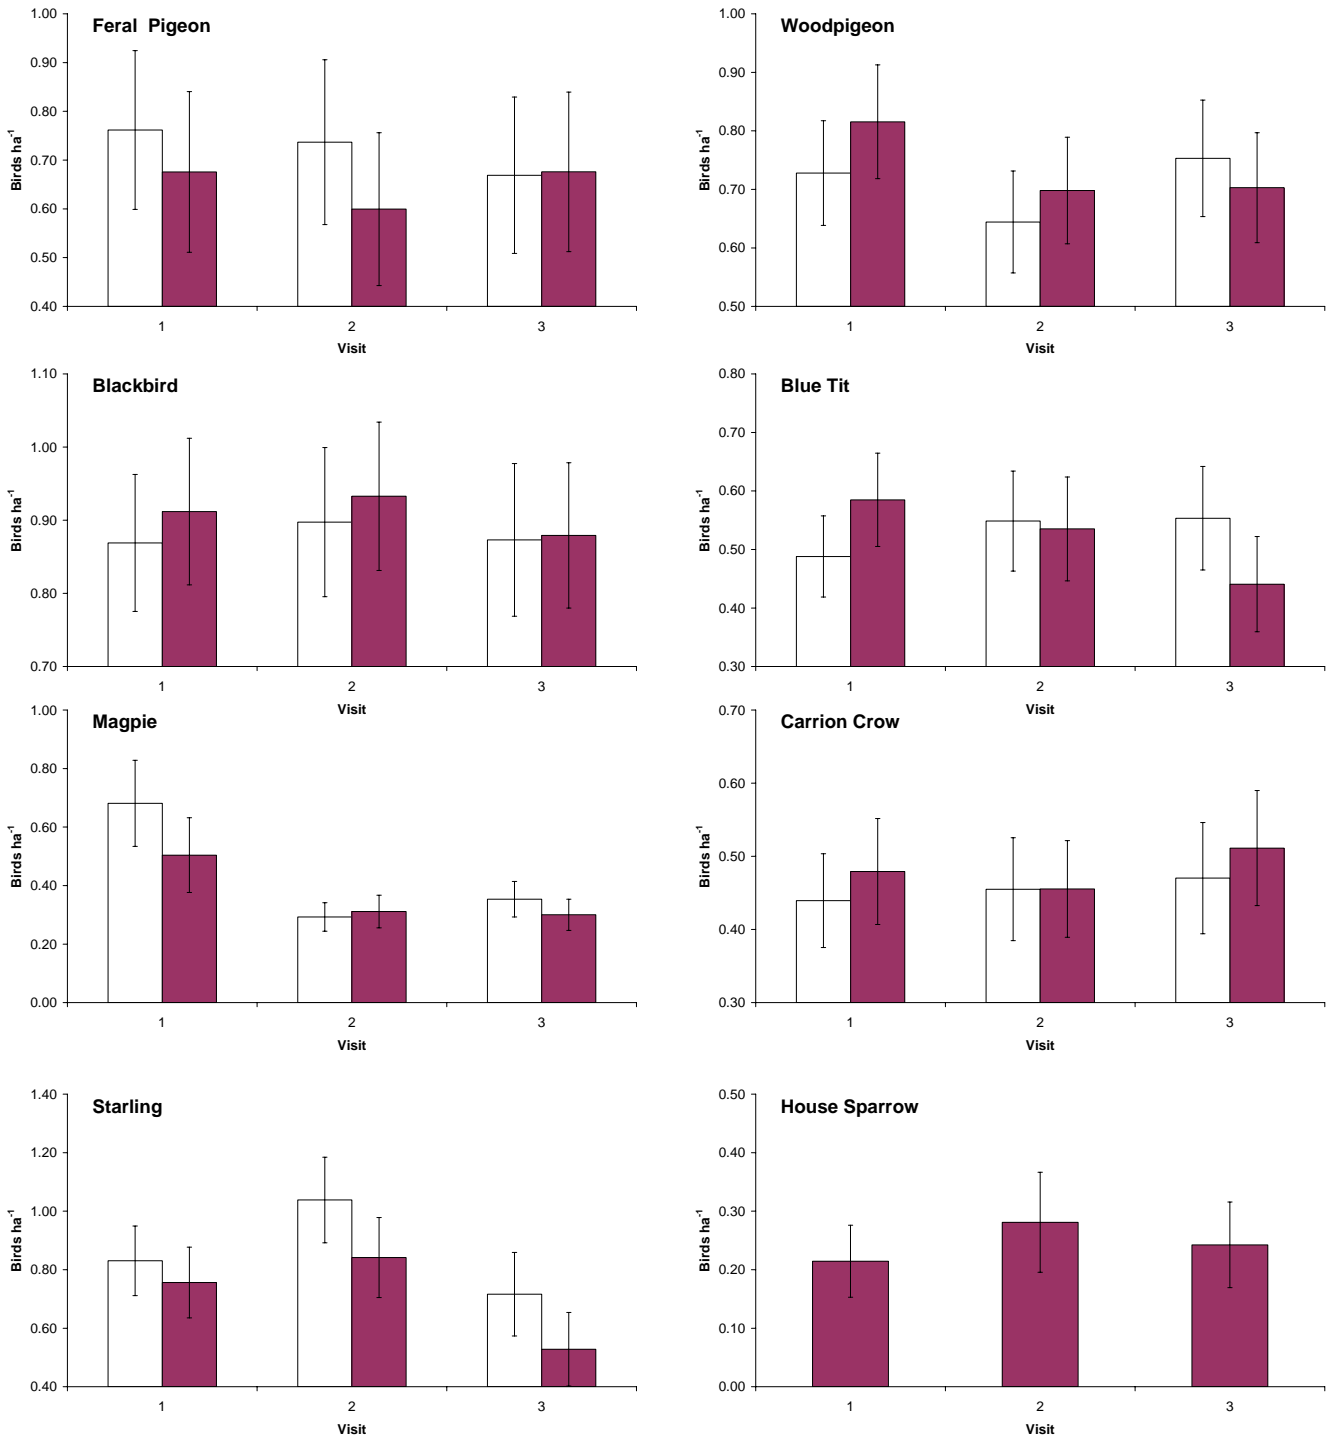 Feral Pigeon
1.00
0.90
0.80
0.70
0.60
0.50
0.40
Birds ha-1
1 2 3
Visit
Woodpigeon
1.00
0.90
0.80
0.70
0.60
0.50
Birds ha-1
1 2 3
Visit
Blackbird
1.10
1.00
0.90
0.80
0.70
Birds ha-1
1 2 3
Visit
Blue Tit
0.80
0.70
0.60
0.50
0.40
0.30
Birds ha-1
1 2 3
Visit
Magpie
1.00
0.80
0.60
0.40
0.20
0.00
Birds ha-1
1 2 3
Visit
Carrion Crow
0.70
0.60
0.50
0.40
0.30
Birds ha-1
1 2 3
Visit
Starling
1.40
1.20
1.00
0.80
0.60
0.40
Birds ha-1
1 2 3
Visit
House Sparrow
0.50
0.40
0.30
0.20
0.10
0.00
Birds ha-1
1 2 3
Visit